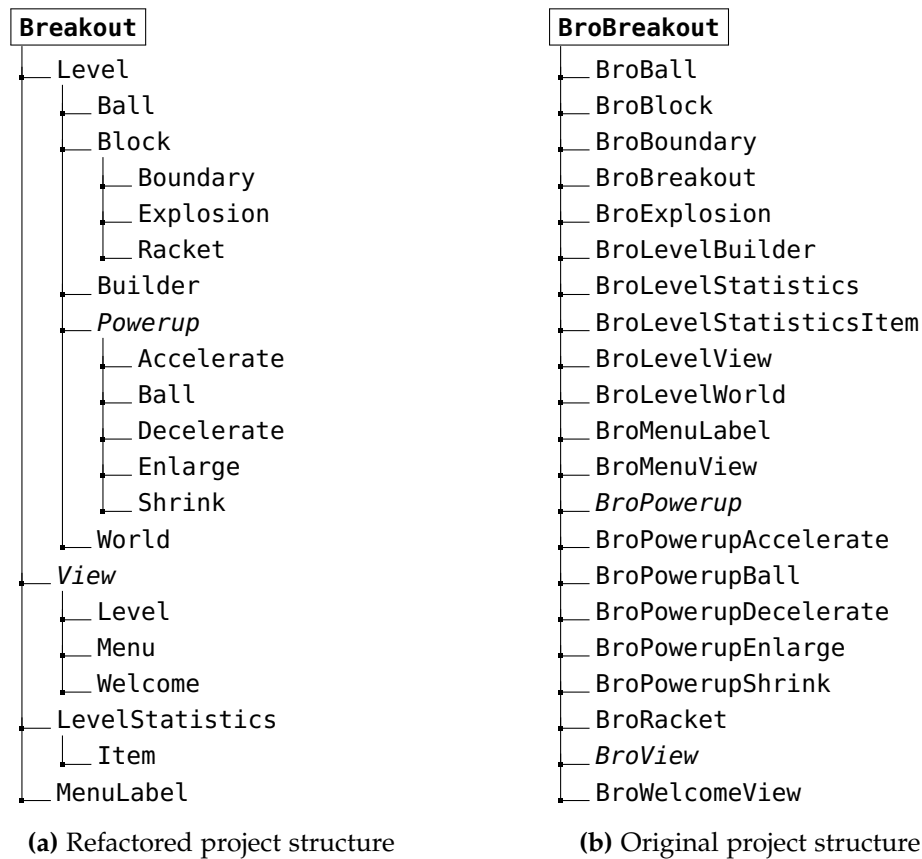 Breakout
Level
Ball
Block
Boundary
Explosion
Racket
Builder
Powerup
Accelerate
Ball
Decelerate
Enlarge
Shrink
World
View
Level
Menu
Welcome
LevelStatistics
Item
MenuLabel
(a) Refactored project structure
BroBreakout
BroBall
BroBlock
BroBoundary
BroBreakout
BroExplosion
BroLevelBuilder
BroLevelStatistics
BroLevelStatisticsItem
BroLevelView
BroLevelWorld
BroMenuLabel
BroMenuView
BroPowerup
BroPowerupAccelerate
BroPowerupBall
BroPowerupDecelerate
BroPowerupEnlarge
BroPowerupShrink
BroRacket
BroView
BroWelcomeView
(b) Original project structure